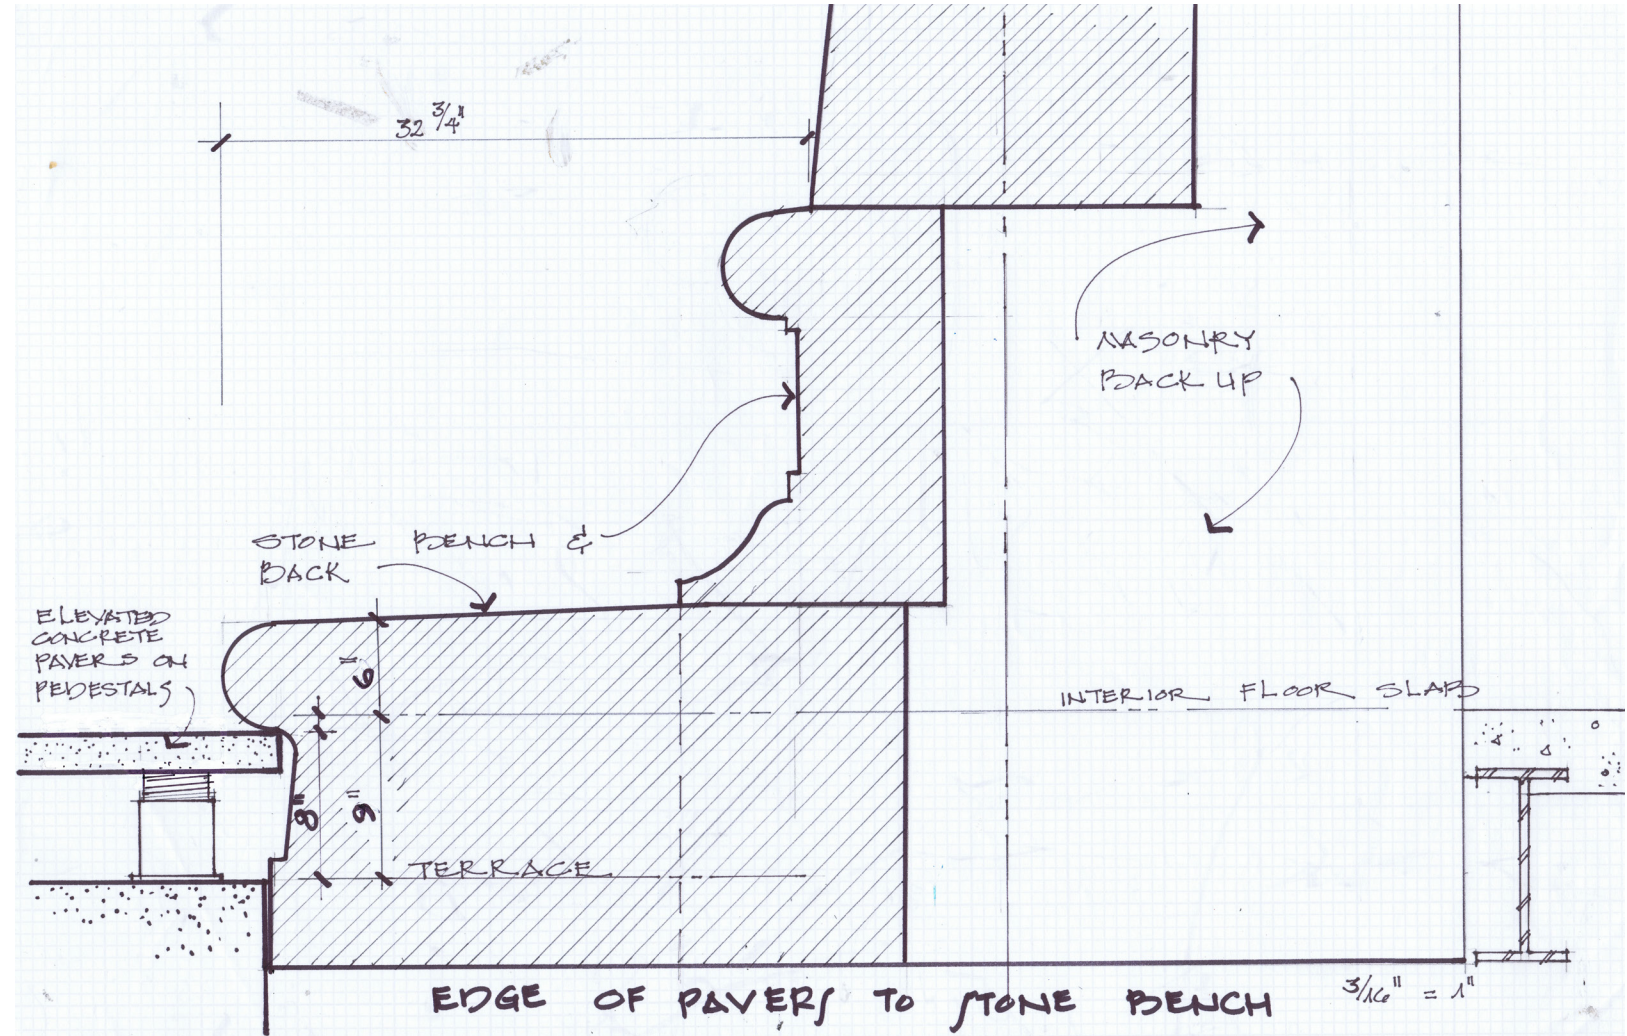 32 3/4"
MASONRY
BACK UP
STONE BENCH &
BACK
ELEVATED
CONCRETE
PAVERS ON
PEDESTALS
6"
INTERIOR FLOOR SLAB
8"
9"
TERRACE
EDGE OF PAVERS TO STONE BENCH
3/16" = 1"